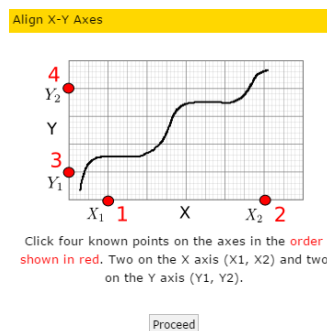 Align X-Y Axes
4
Y2
Y
3
Y1
X1 1 X X2 2
Click four known points on the axes in the order
shown in red. Two on the X axis (X1, X2) and two
on the Y axis (Y1, Y2).
Proceed